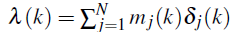 λ(k) = ∑_{j=1}^{N} m_j(k)δ_j(k)